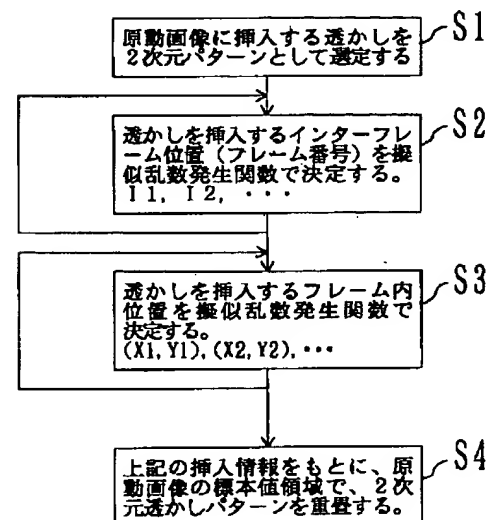 S1
原動画像に挿入する透かしを
2次元パターンとして選定する
S2
透かしを挿入するインターフレ
ーム位置（フレーム番号）を擬
似乱数発生関数で決定する。
I1, I2, ・・・
S3
透かしを挿入するフレーム内
位置を擬似乱数発生関数で
決定する。
(X1,Y1),(X2,Y2),・・・
S4
上記の挿入情報をもとに、原
動画像の標本値領域で、2次
元透かしパターンを重畳する。